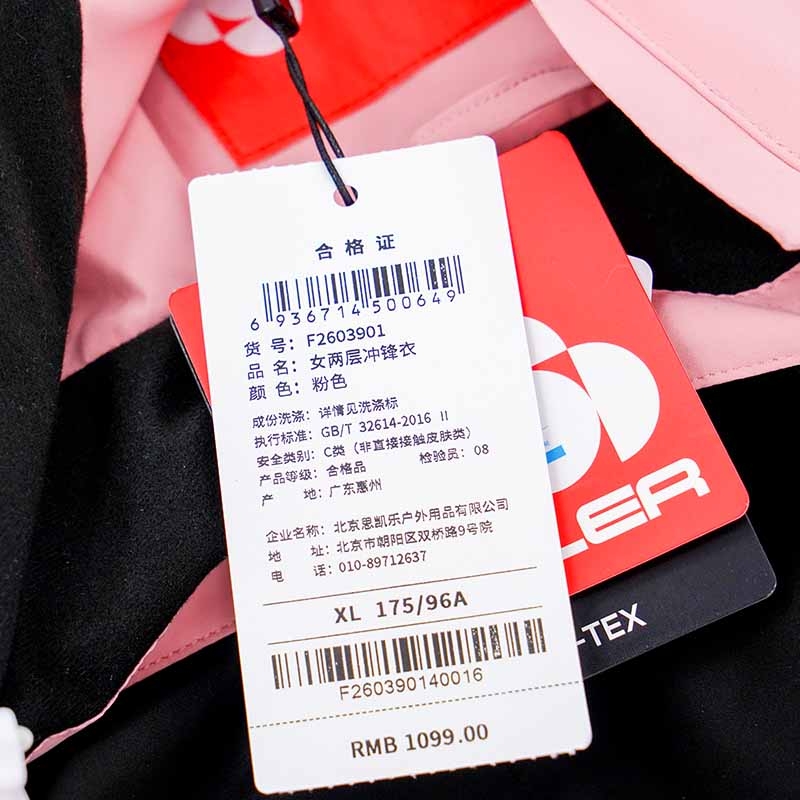 合格证
6 936714 500649
货 号：F2603901
品 名：女两层冲锋衣
颜 色：粉色
成份洗涤：详情见洗涤标
执行标准：GB/T 32614-2016 II
安全类别：C类（非直接接触皮肤类）
产品等级：合格品 检验员：08
产 地：广东惠州
企业名称：北京思凯乐户外用品有限公司
地 址：北京市朝阳区双桥路9号院
电 话：010-89712637
XL 175/96A
F260390140016
RMB 1099.00
LER
-TEX